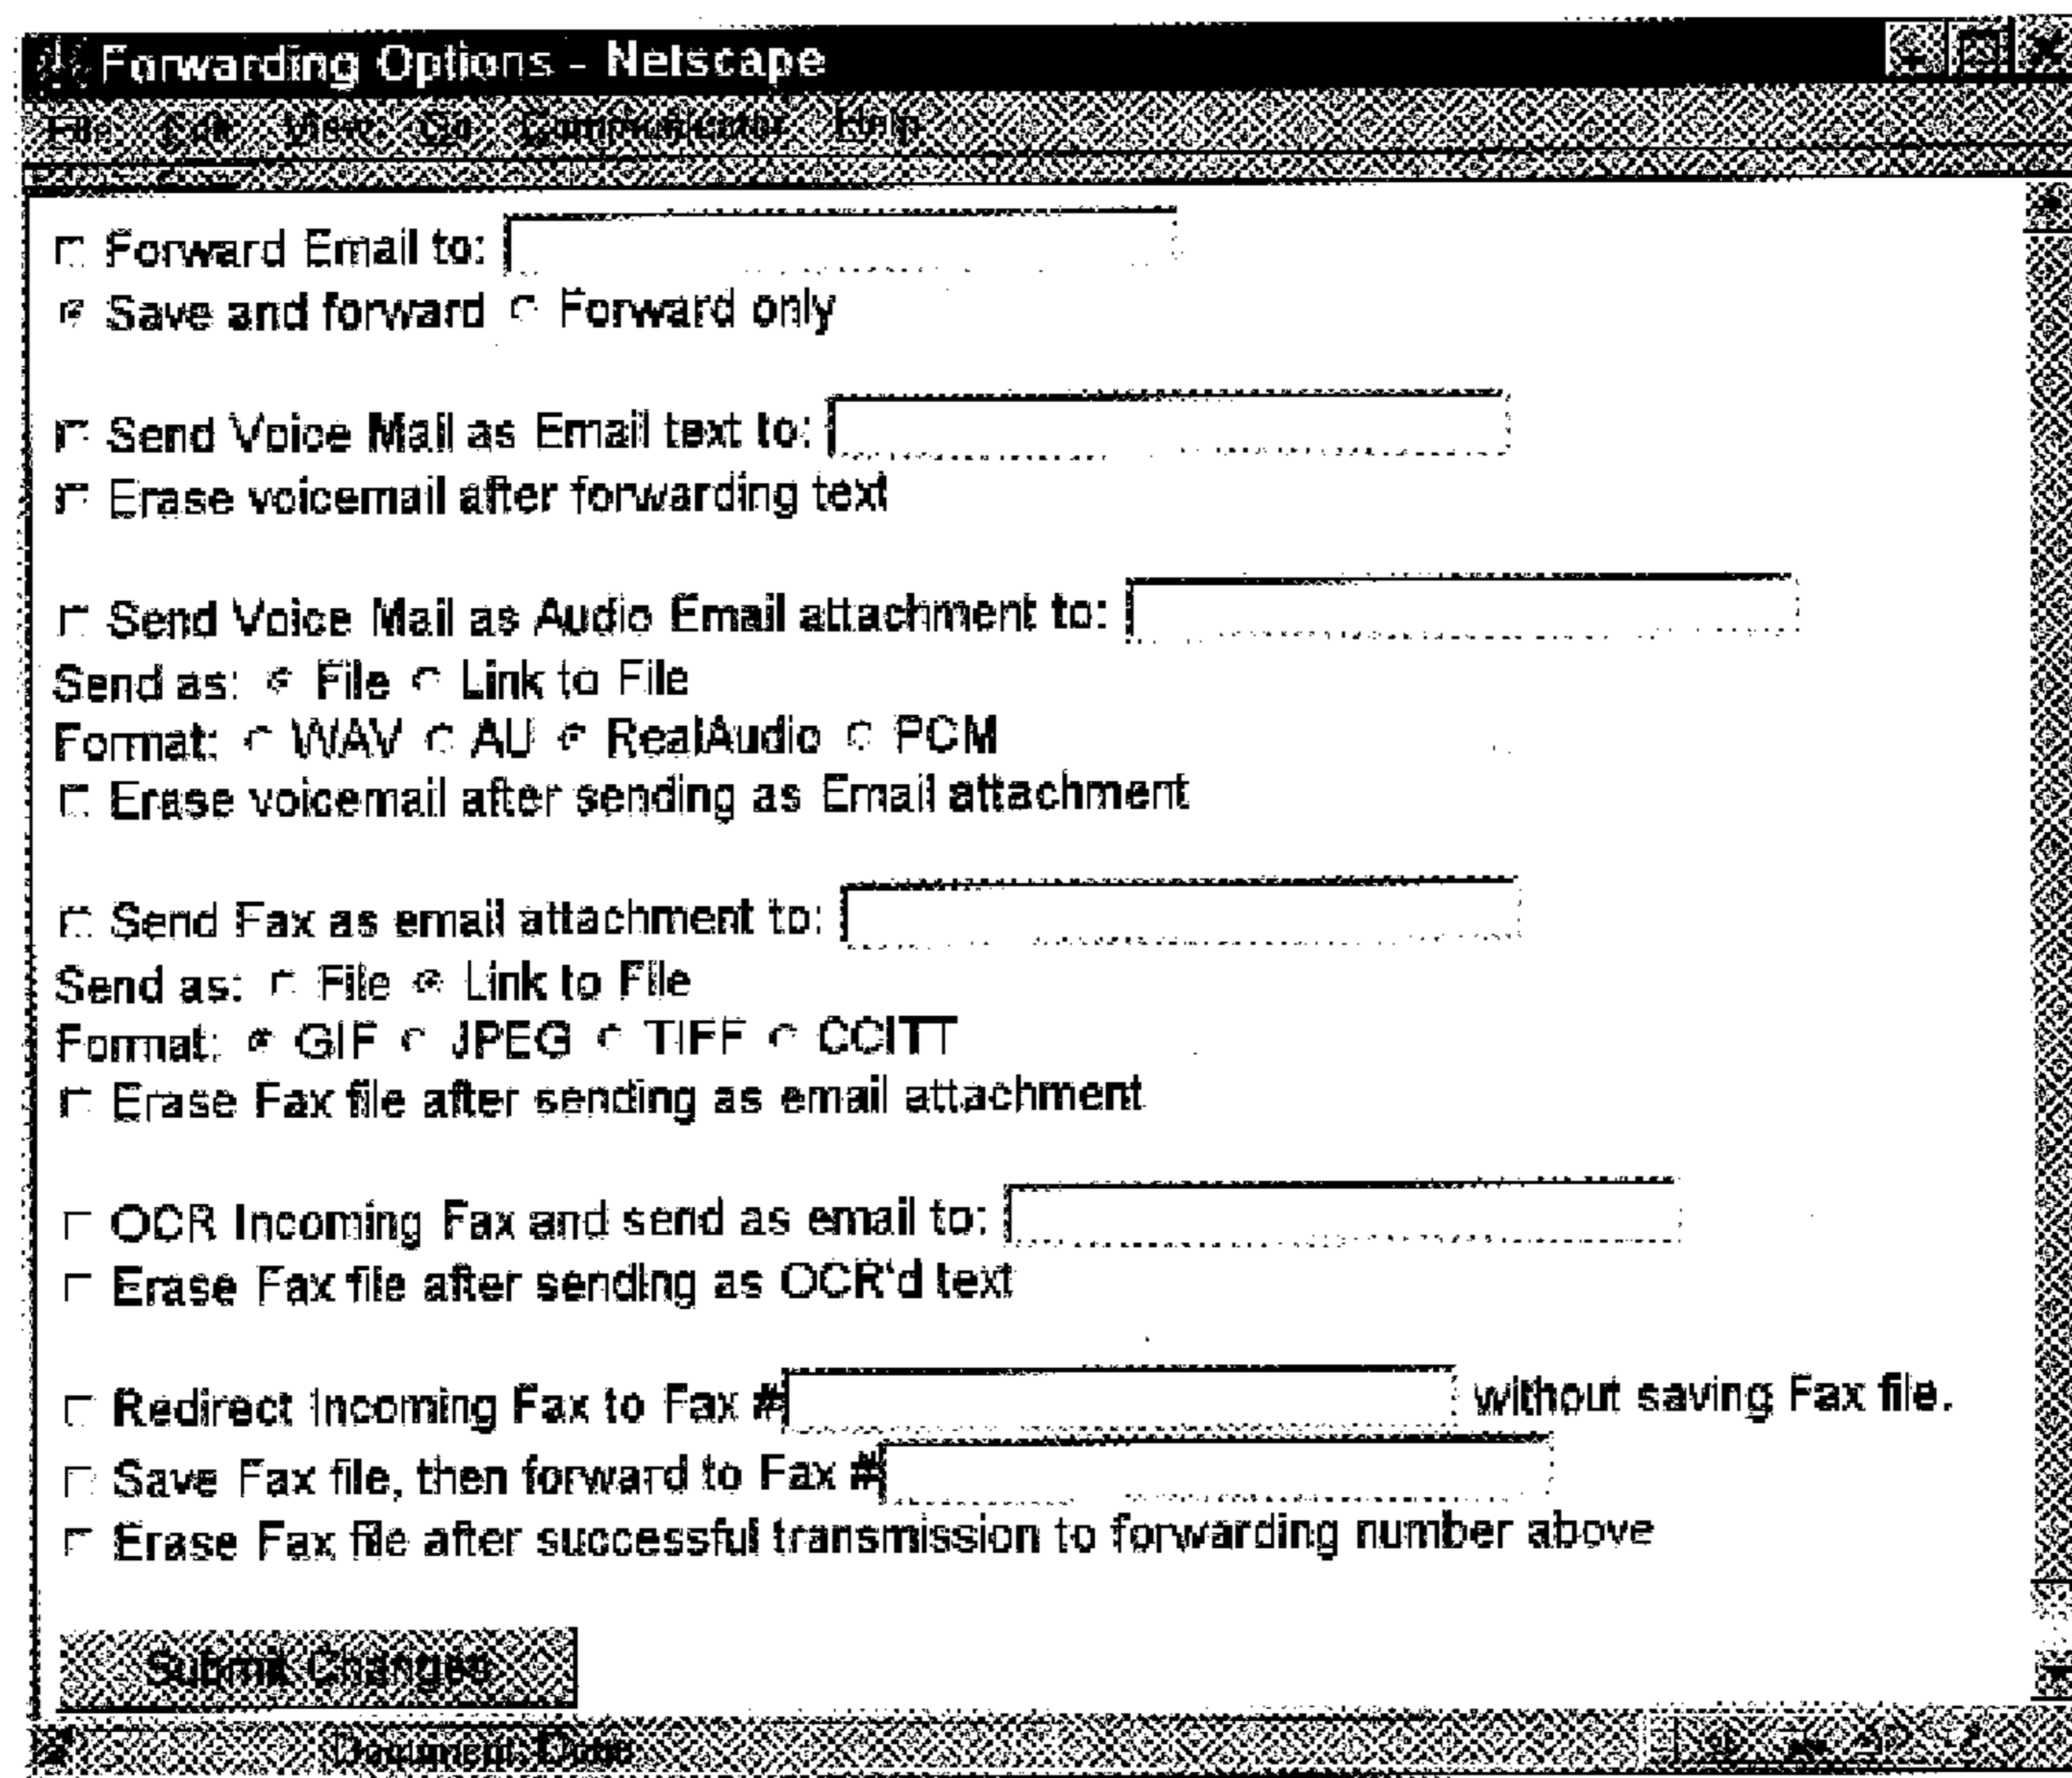 Forwarding Options - Netscape
File Edit View Go Communicator Help
Forward Email to:
Save and forward Forward only
Send Voice Mail as Email text to:
Erase voicemail after forwarding text
Send Voice Mail as Audio Email attachment to:
Send as: File Link to File
Format: WAV AU RealAudio PCM
Erase voicemail after sending as Email attachment
Send Fax as email attachment to:
Send as: File Link to File
Format: GIF JPEG TIFF CCITT
Erase Fax file after sending as email attachment
OCR Incoming Fax and send as email to:
Erase Fax file after sending as OCR'd text
Redirect Incoming Fax to Fax # without saving Fax file.
Save Fax file, then forward to Fax #
Erase Fax file after successful transmission to forwarding number above
Submit Changes
Document: Done